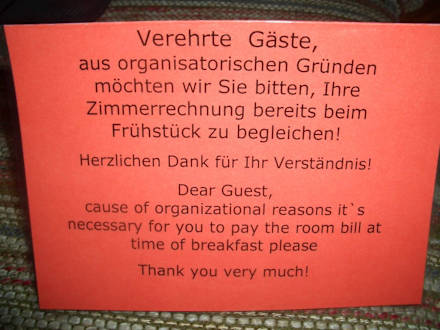 Verehrte Gäste,
aus organisatorischen Gründen
möchten wir Sie bitten, Ihre
Zimmerrechnung bereits beim
Frühstück zu begleichen!
Herzlichen Dank für Ihr Verständnis!
Dear Guest,
cause of organizational reasons it`s
necessary for you to pay the room bill at
time of breakfast please
Thank you very much!